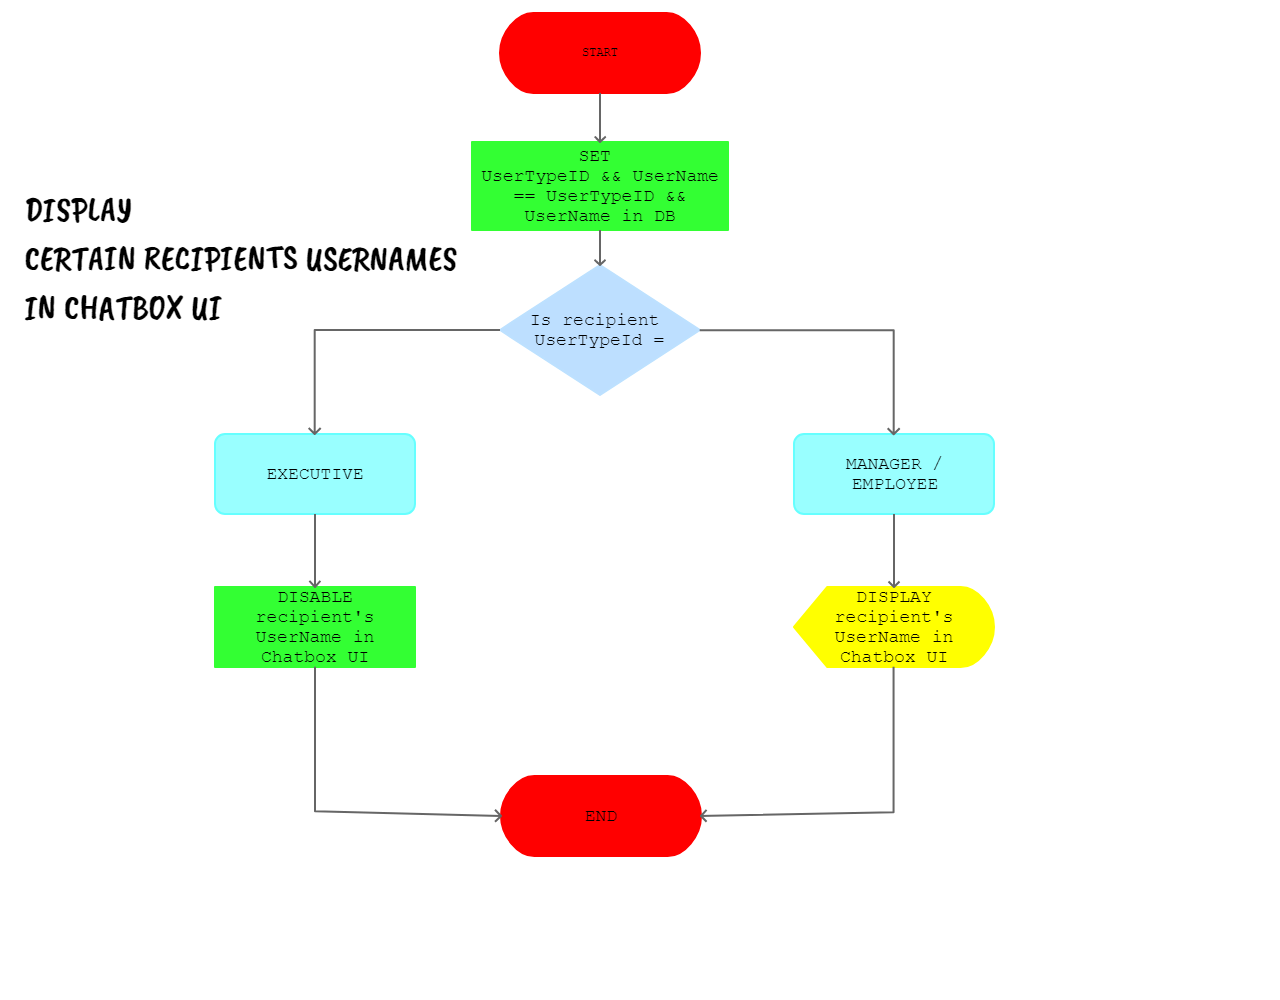 START
SET
UserTypeID && UserName
== UserTypeID &&
UserName in DB
DISPLAY
CERTAIN RECIPIENTS USERNAMES
IN CHATBOX UI
Is recipient
UserTypeId =
EXECUTIVE
MANAGER /
EMPLOYEE
DISABLE
recipient's
UserName in
Chatbox UI
DISPLAY
recipient's
UserName in
Chatbox UI
END